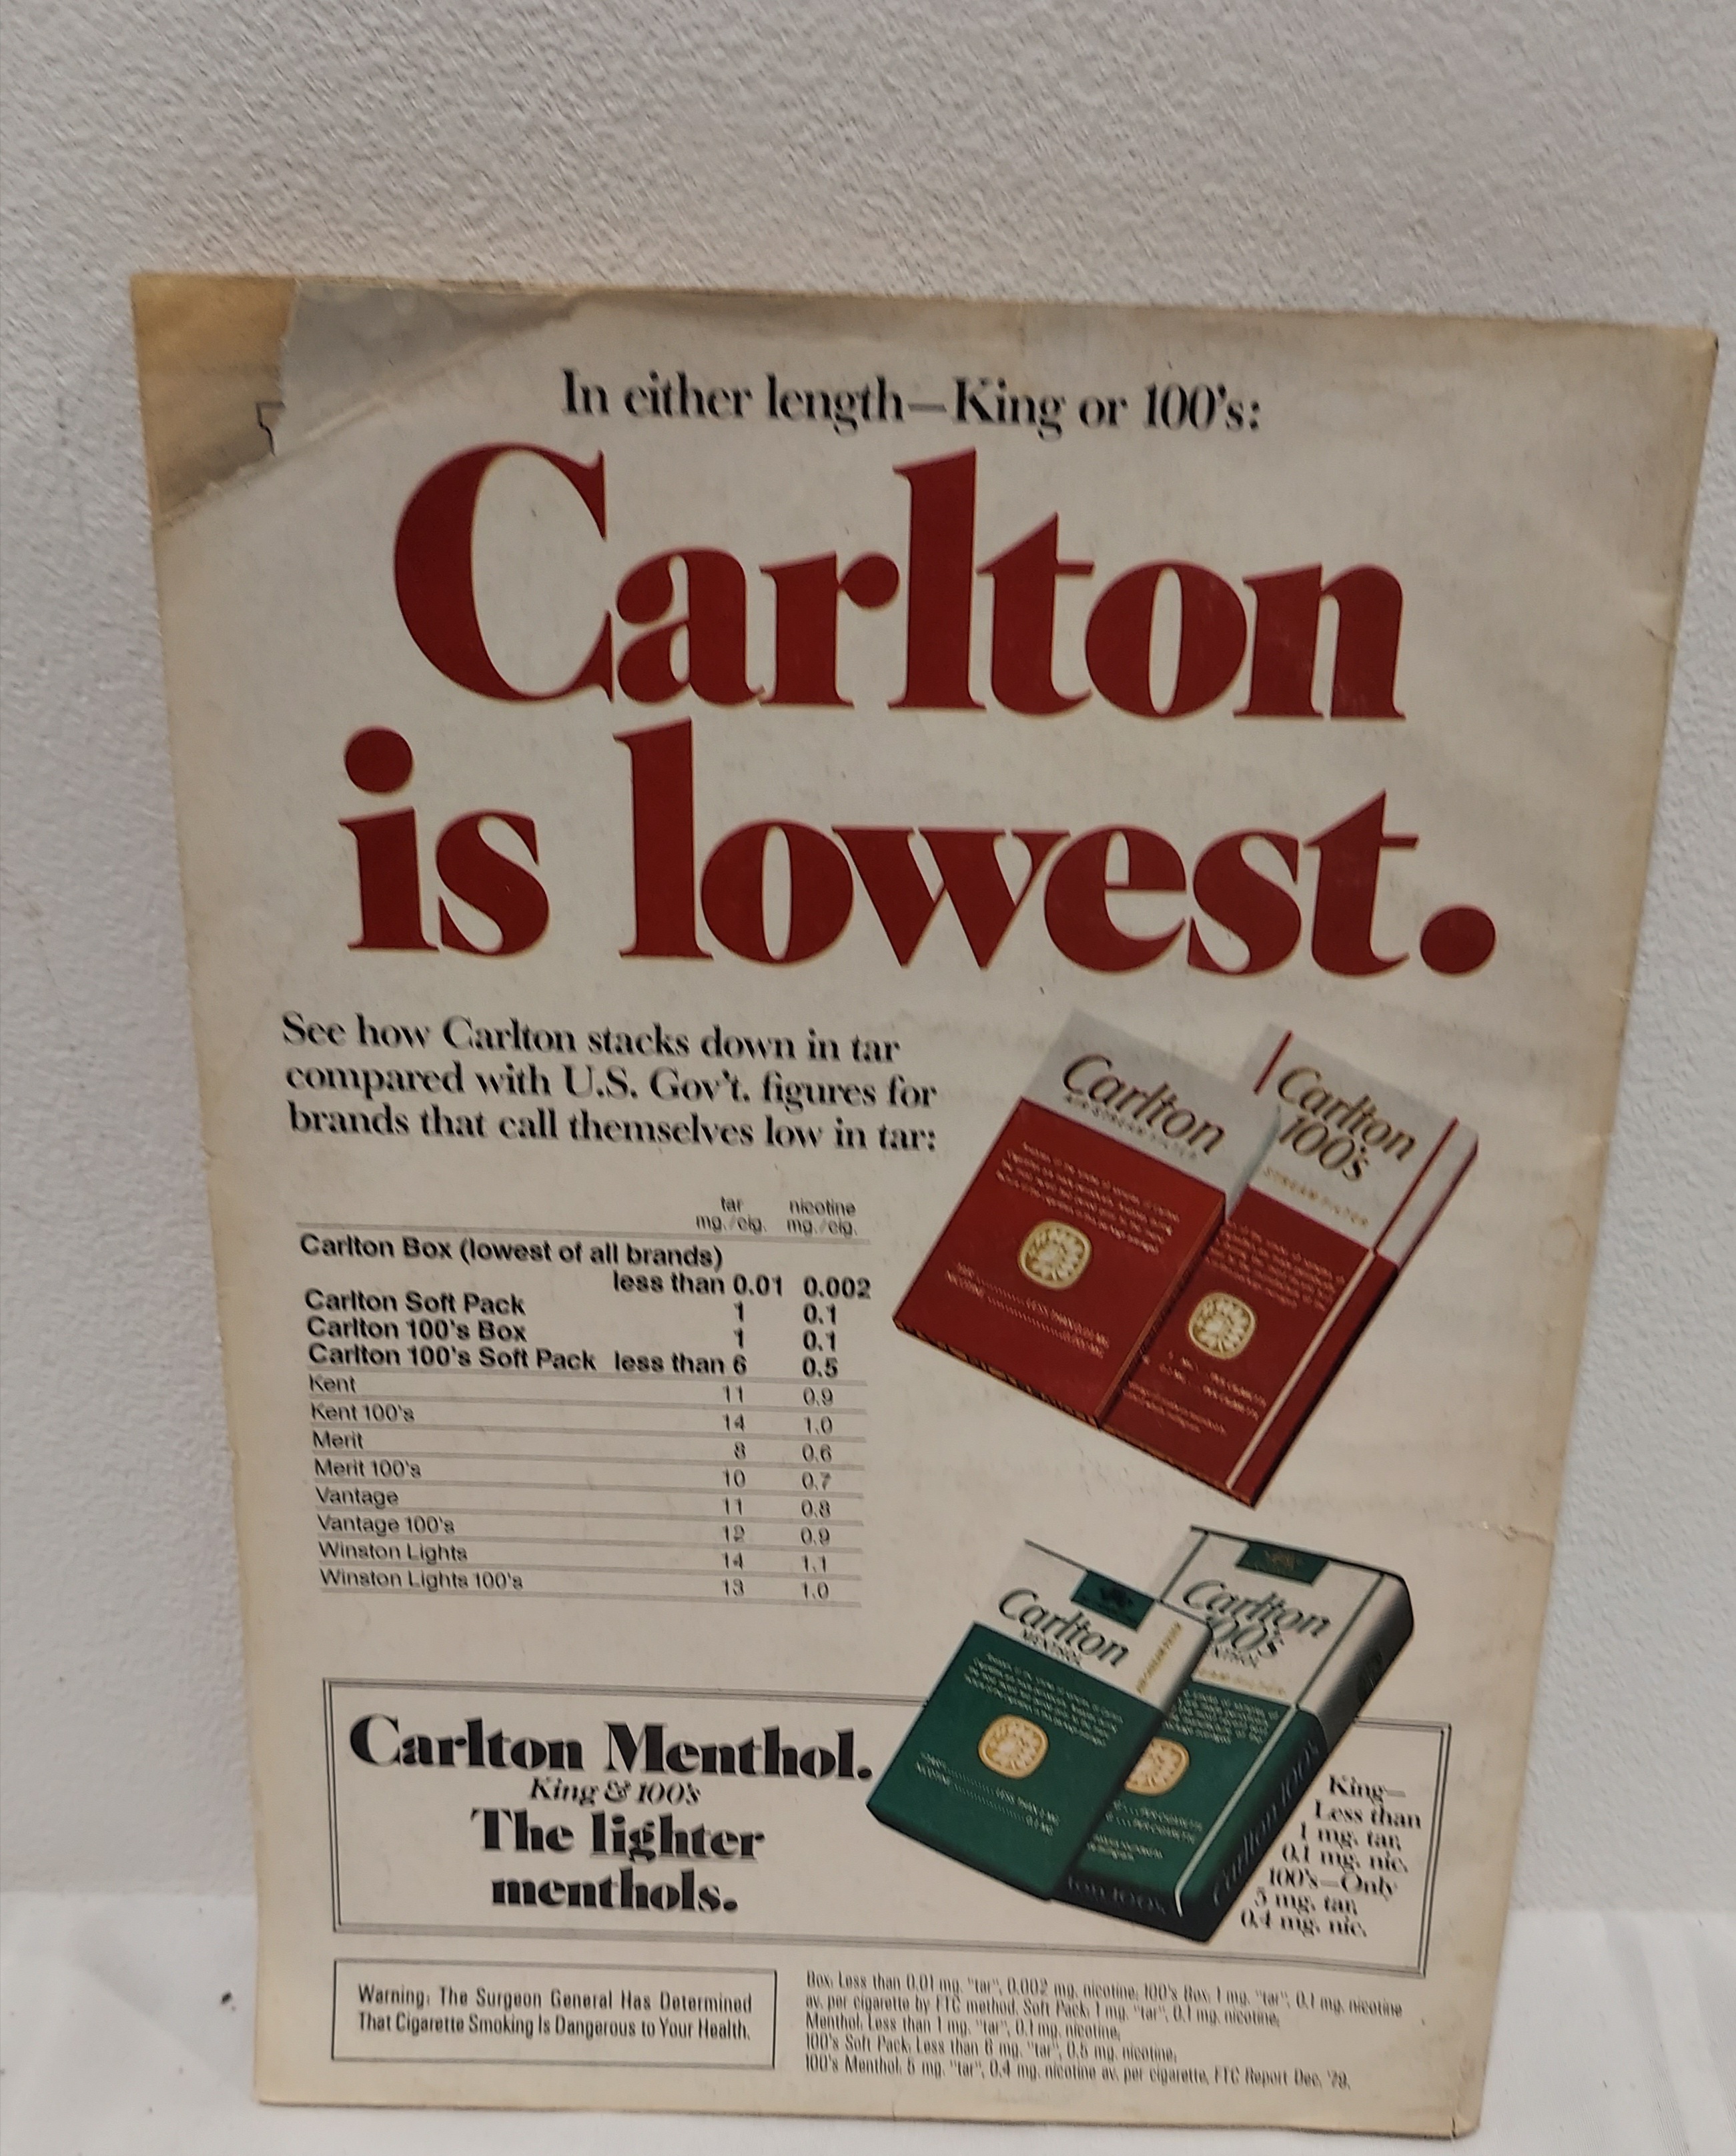 In either length—King or 100's:
Carlton
is lowest.
See how Carlton stacks down in tar
compared with U.S. Gov't. figures for
brands that call themselves low in tar:
tar nicotine
mg./cig. mg./cig.
Carlton Box (lowest of all brands)
less than 0.01 0.002
Carlton Soft Pack 1 0.1
Carlton 100's Box 1 0.1
Carlton 100's Soft Pack less than 6 0.5
Kent 11 0.9
Kent 100's 14 1.0
Merit 8 0.6
Merit 100's 10 0.7
Vantage 11 0.8
Vantage 100's 12 0.9
Winston Lights 14 1.1
Winston Lights 100's 13 1.0
Carlton
Carlton
100's
Carlton
MENTHOL
Carlton
100's
MENTHOL
Carlton 100's
Carlton Menthol.
King & 100's
The lighter
menthols.
King—
Less than
1 mg. tar,
0.1 mg. nic.
100's—Only
5 mg. tar,
0.4 mg. nic.
Warning: The Surgeon General Has Determined
That Cigarette Smoking Is Dangerous to Your Health.
Box: Less than 0.01 mg. "tar", 0.002 mg. nicotine; 100's Box: 1 mg. "tar", 0.1 mg. nicotine
av. per cigarette by FTC method. Soft Pack: 1 mg. "tar", 0.1 mg. nicotine;
Menthol: Less than 1 mg. "tar", 0.1 mg. nicotine;
100's Soft Pack: Less than 6 mg. "tar", 0.5 mg. nicotine;
100's Menthol: 5 mg. "tar", 0.4 mg. nicotine av. per cigarette, FTC Report Dec. '79.